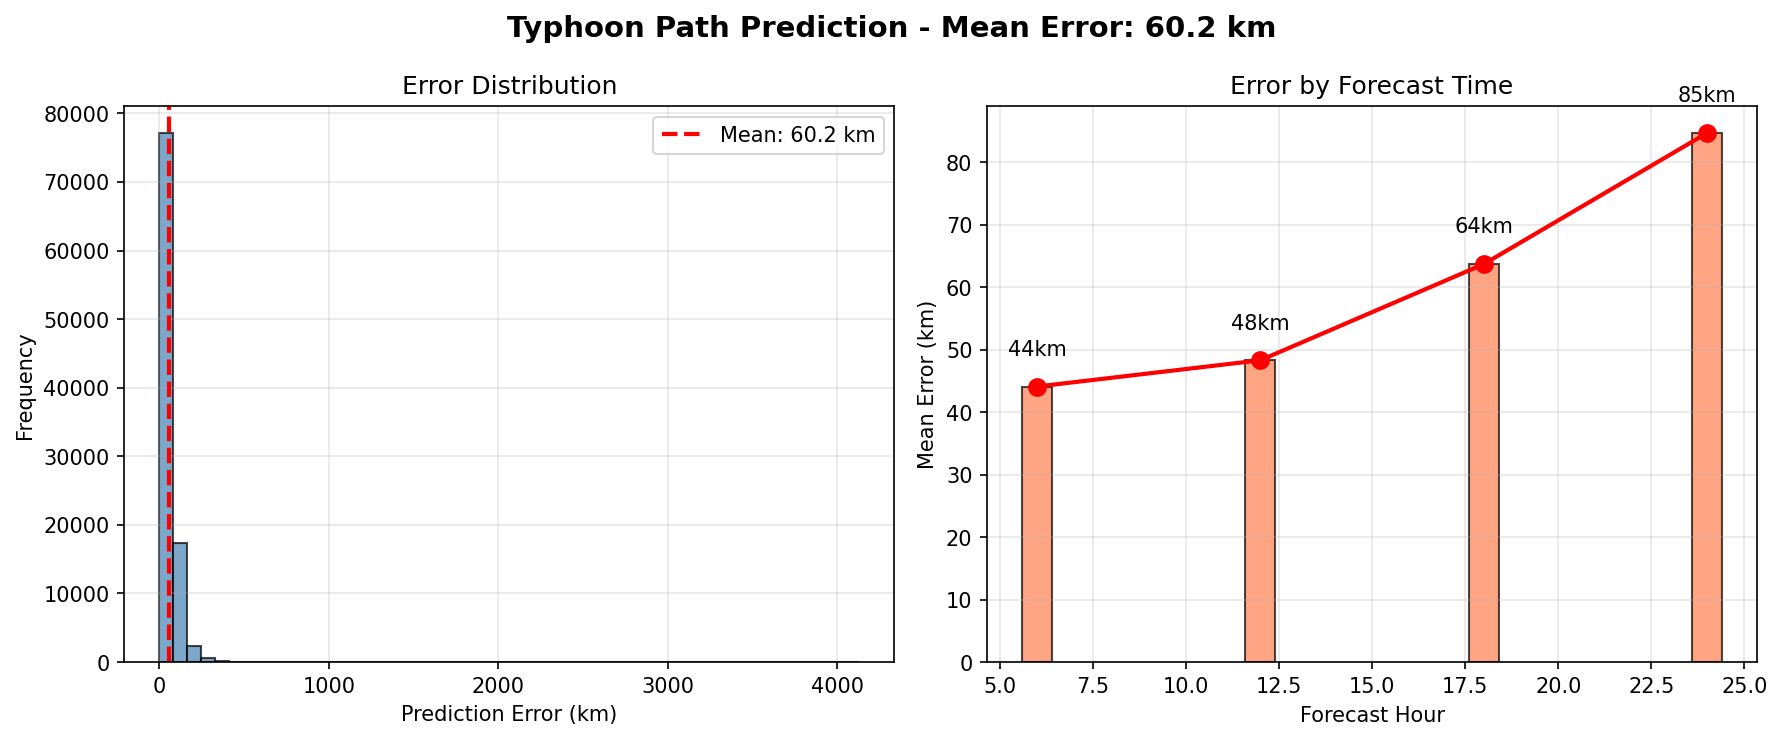 Typhoon Path Prediction - Mean Error: 60.2 km
Error Distribution
80000
70000
60000
50000
40000
30000
20000
10000
0
Frequency
Mean: 60.2 km
0 1000 2000 3000 4000
Prediction Error (km)
Error by Forecast Time
80
70
60
50
40
30
20
10
0
Mean Error (km)
44km
48km
64km
85km
5.0 7.5 10.0 12.5 15.0 17.5 20.0 22.5 25.0
Forecast Hour